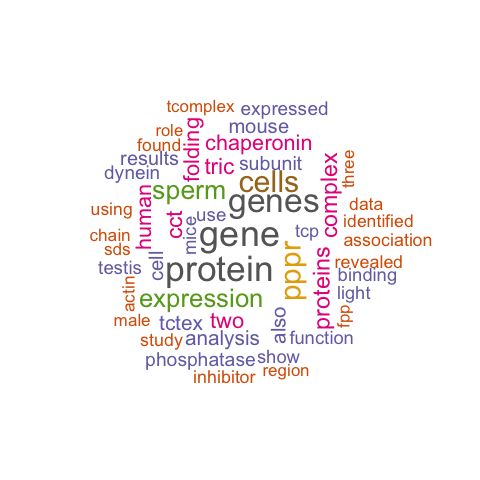 tcomplex
expressed
role
mouse
found
folding
chaperonin
results
tric
subunit
three
dynein
cells
complex
sperm
genes
human
using
cct
mice
use
data
identified
chain
gene
tcp
association
sds
cell
protein
pppr
proteins
revealed
testis
binding
actin
expression
light
male
tctex
two
also
fpp
study
analysis
function
phosphatase
show
inhibitor
region